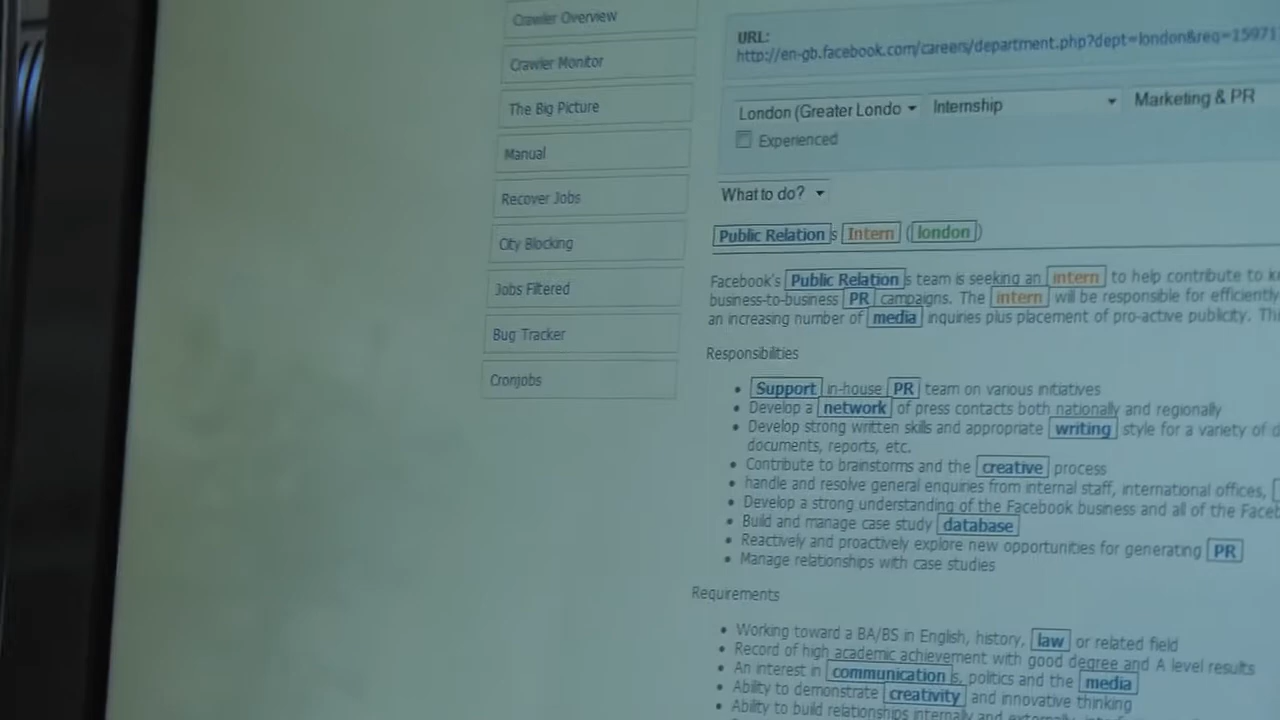 Crawler Overview
Crawler Monitor
The Big Picture
Manual
Recover Jobs
City Blocking
Jobs Filtered
Bug Tracker
Cronjobs
URL:
http://en-gb.facebook.com/careers/department.php?dept=london&req=15971
London (Greater Londo
Internship
Marketing & PR
Experienced
What to do?
Public Relations Intern (london)
Facebook's Public Relations team is seeking an intern to help contribute to
business-to-business PR campaigns. The intern will be responsible for efficiently
an increasing number of media inquiries plus placement of pro-active publicity.
Responsibilities
• Support in-house PR team on various initiatives
• Develop a network of press contacts both nationally and regionally
• Develop strong written skills and appropriate writing style for a variety of
documents, reports, etc.
• Contribute to brainstorms and the creative process
• handle and resolve general enquiries from internal staff, international offices,
• Develop a strong understanding of the Facebook business and all of the Faceb
• Build and manage case study database
• Reactively and proactively explore new opportunities for generating PR
• Manage relationships with case studies
Requirements
• Working toward a BA/BS in English, history, law or related field
• Record of high academic achievement with good degree and A level results
• An interest in communications, politics and the media
• Ability to demonstrate creativity and innovative thinking
• Ability to build relationships internally and externally,